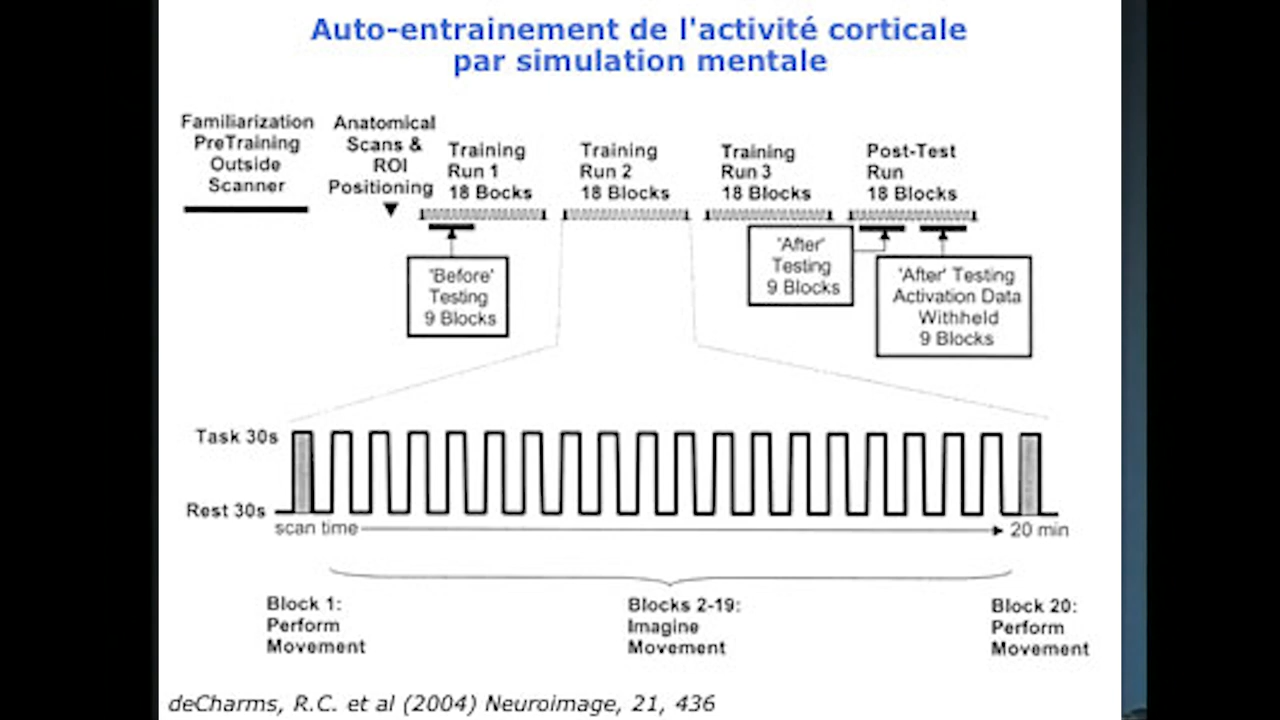 Auto-entrainement de l'activité corticale
par simulation mentale
Familiarization
PreTraining
Outside
Scanner
Anatomical
Scans &
ROI
Positioning
Training
Run 1
18 Bocks
Training
Run 2
18 Blocks
Training
Run 3
18 Blocks
Post-Test
Run
18 Blocks
'Before'
Testing
9 Blocks
'After'
Testing
9 Blocks
'After' Testing
Activation Data
Withheld
9 Blocks
Task 30s
Rest 30s
scan time
20 min
Block 1:
Perform
Movement
Blocks 2-19:
Imagine
Movement
Block 20:
Perform
Movement
deCharms, R.C. et al (2004) Neuroimage, 21, 436